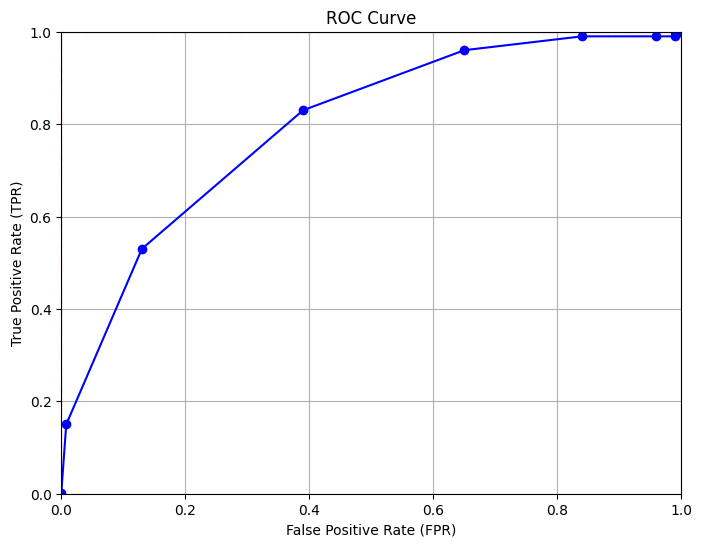 ROC Curve
True Positive Rate (TPR)
1.0
0.8
0.6
0.4
0.2
0.0
0.0 0.2 0.4 0.6 0.8 1.0
False Positive Rate (FPR)